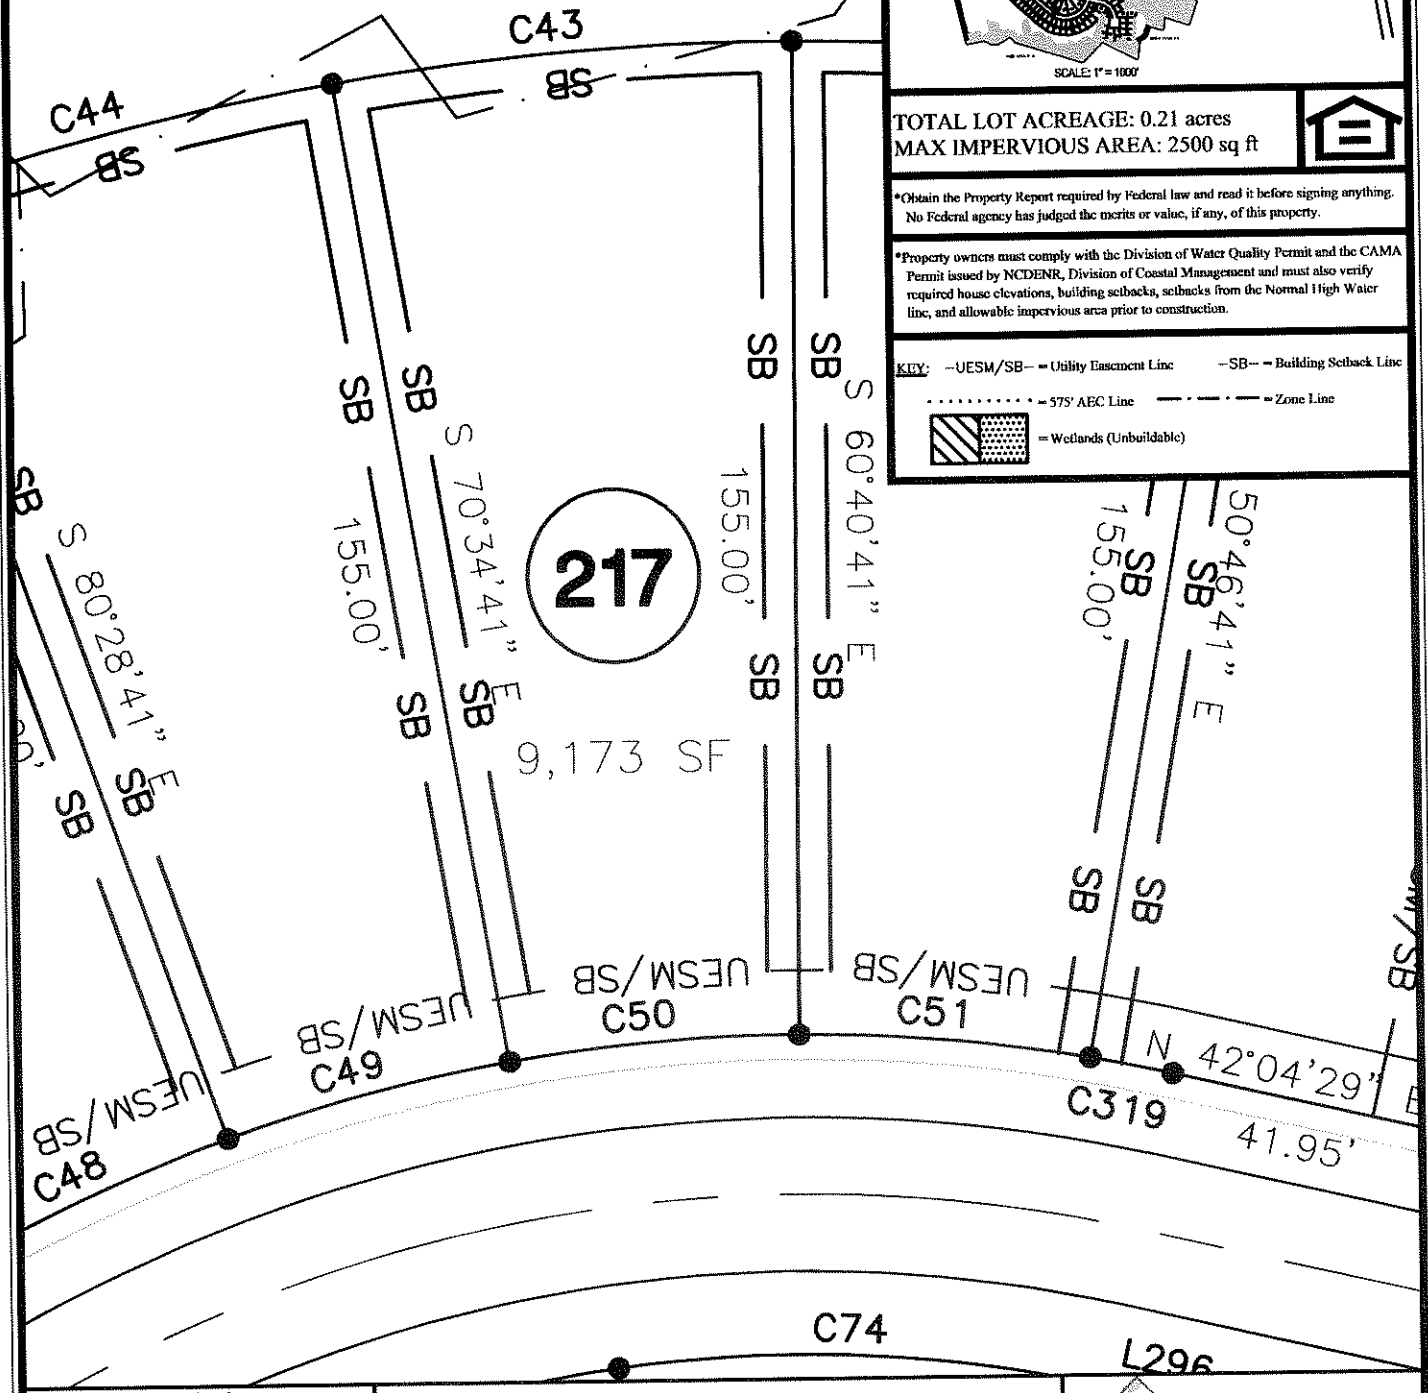 C43
SB
C44
SB
SCALE: 1" = 1000'
TOTAL LOT ACREAGE: 0.21 acres
MAX IMPERVIOUS AREA: 2500 sq ft
*Obtain the Property Report required by Federal law and read it before signing anything.
No Federal agency has judged the merits or value, if any, of this property.
*Property owners must comply with the Division of Water Quality Permit and the CAMA
Permit issued by NCDENR, Division of Coastal Management and must also verify
required house elevations, building setbacks, setbacks from the Normal High Water
line, and allowable impervious area prior to construction.
KEY: -UESM/SB- = Utility Easement Line -SB- = Building Setback Line
= 575' AEC Line = Zone Line
= Wetlands (Unbuildable)
SB
SB
SB
SB
SB
S 80°28'41" E
SB
SB
155.00'
S 70°34'41" E
SB
SB
217
9,173 SF
155.00'
S 60°40'41" E
SB
SB
155.00'
50°46'41" E
SB
SB
SB
SB
UESM/SB
UESM/SB
UESM/SB
UESM/SB
C48
C49
C50
C51
C319
N 42°04'29" E
41.95'
C74
L296